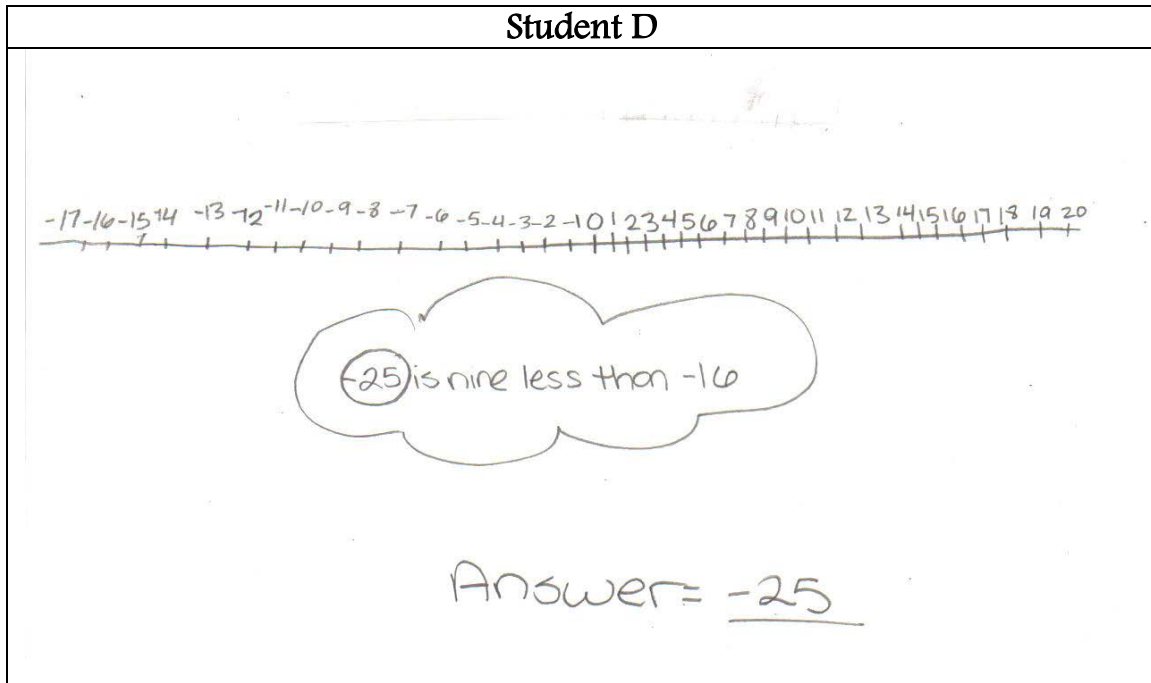 Student D
-17 -16 -15 -14 -13 -12 -11 -10 -9 -8 -7 -6 -5 -4 -3 -2 -1 0 1 2 3 4 5 6 7 8 9 10 11 12 13 14 15 16 17 18 19 20
-25 is nine less than -16
Answer= -25